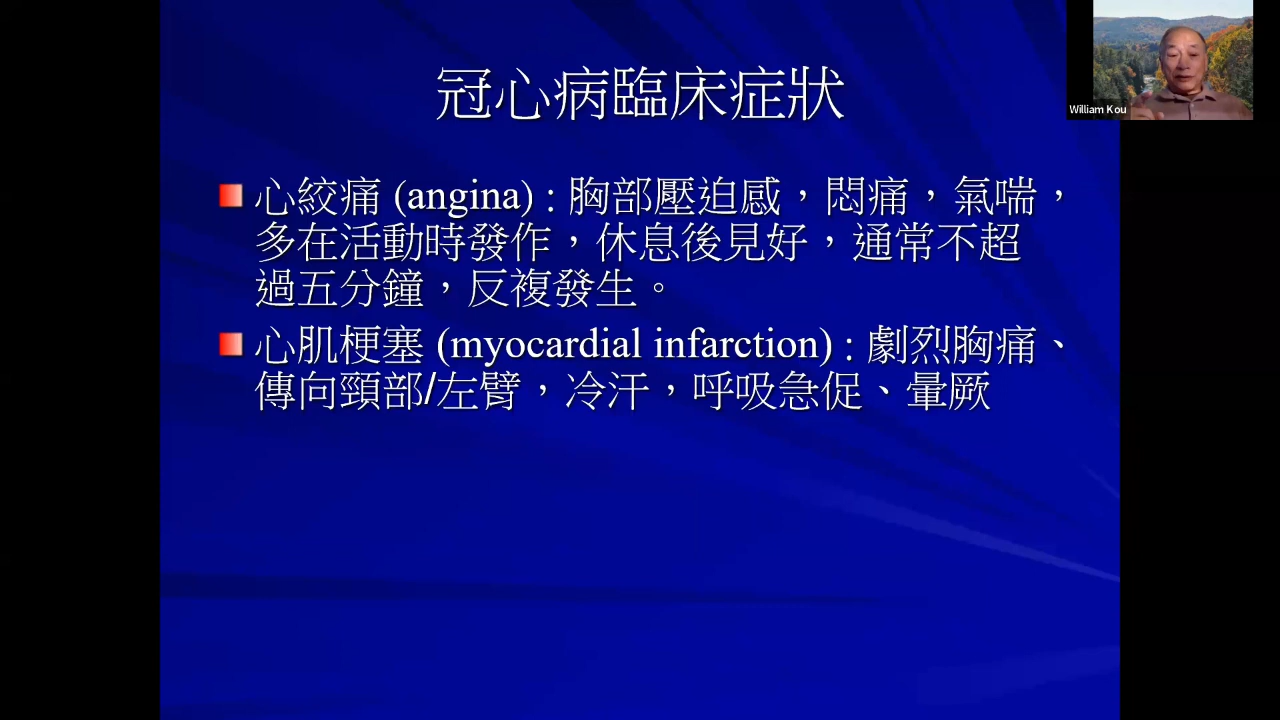 冠心病臨床症狀
心絞痛 (angina) : 胸部壓迫感，悶痛，氣喘，
多在活動時發作，休息後見好，通常不超
過五分鐘，反複發生。
心肌梗塞 (myocardial infarction) : 劇烈胸痛、
傳向頸部/左臂，冷汗，呼吸急促、暈厥
William Kou